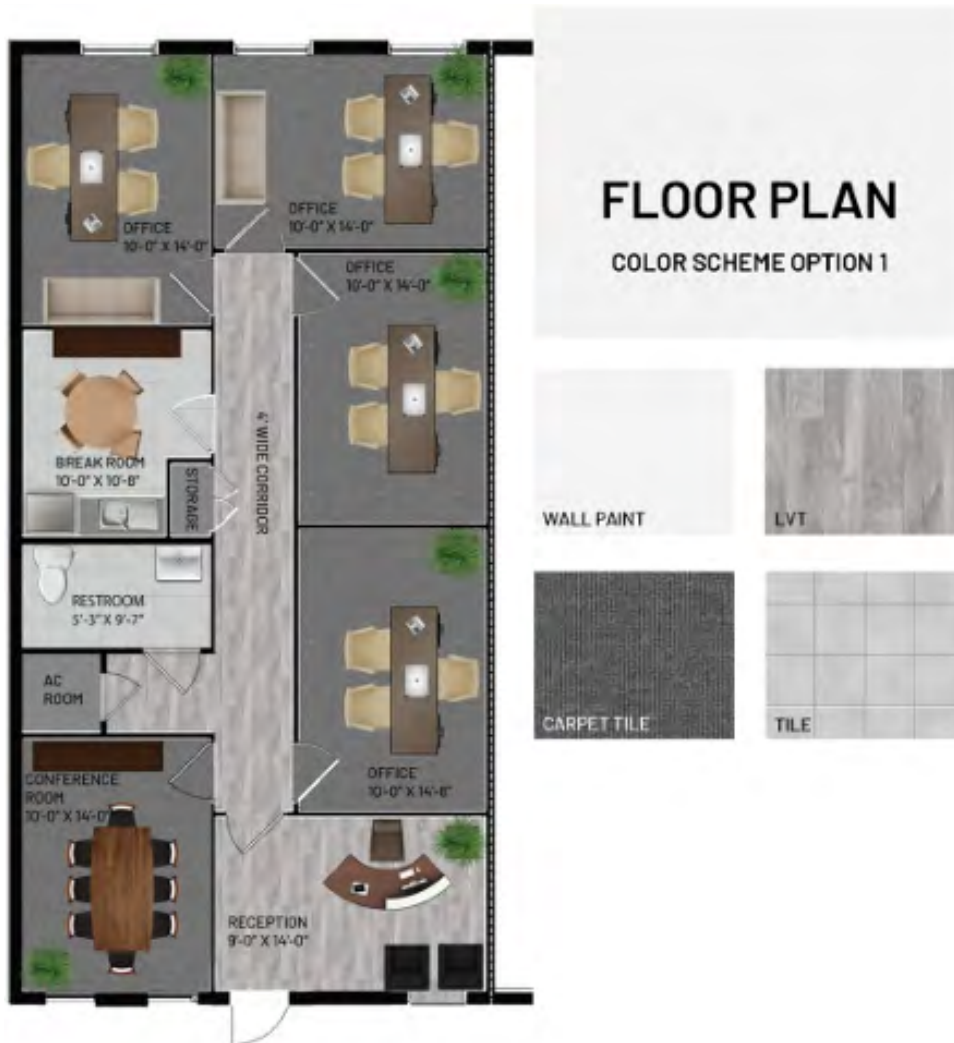 FLOOR PLAN
COLOR SCHEME OPTION 1
OFFICE
10'-0" X 14'-0"
OFFICE
10'-0" X 14'-0"
OFFICE
10'-0" X 14'-0"
4' WIDE CORRIDOR
BREAK ROOM
10'-0" X 10'-8"
STORAGE
RESTROOM
5'-3" X 9'-7"
AC
ROOM
CONFERENCE
ROOM
10'-0" X 14'-0"
OFFICE
10'-0" X 14'-8"
RECEPTION
9'-0" X 14'-0"
WALL PAINT
LVT
CARPET TILE
TILE